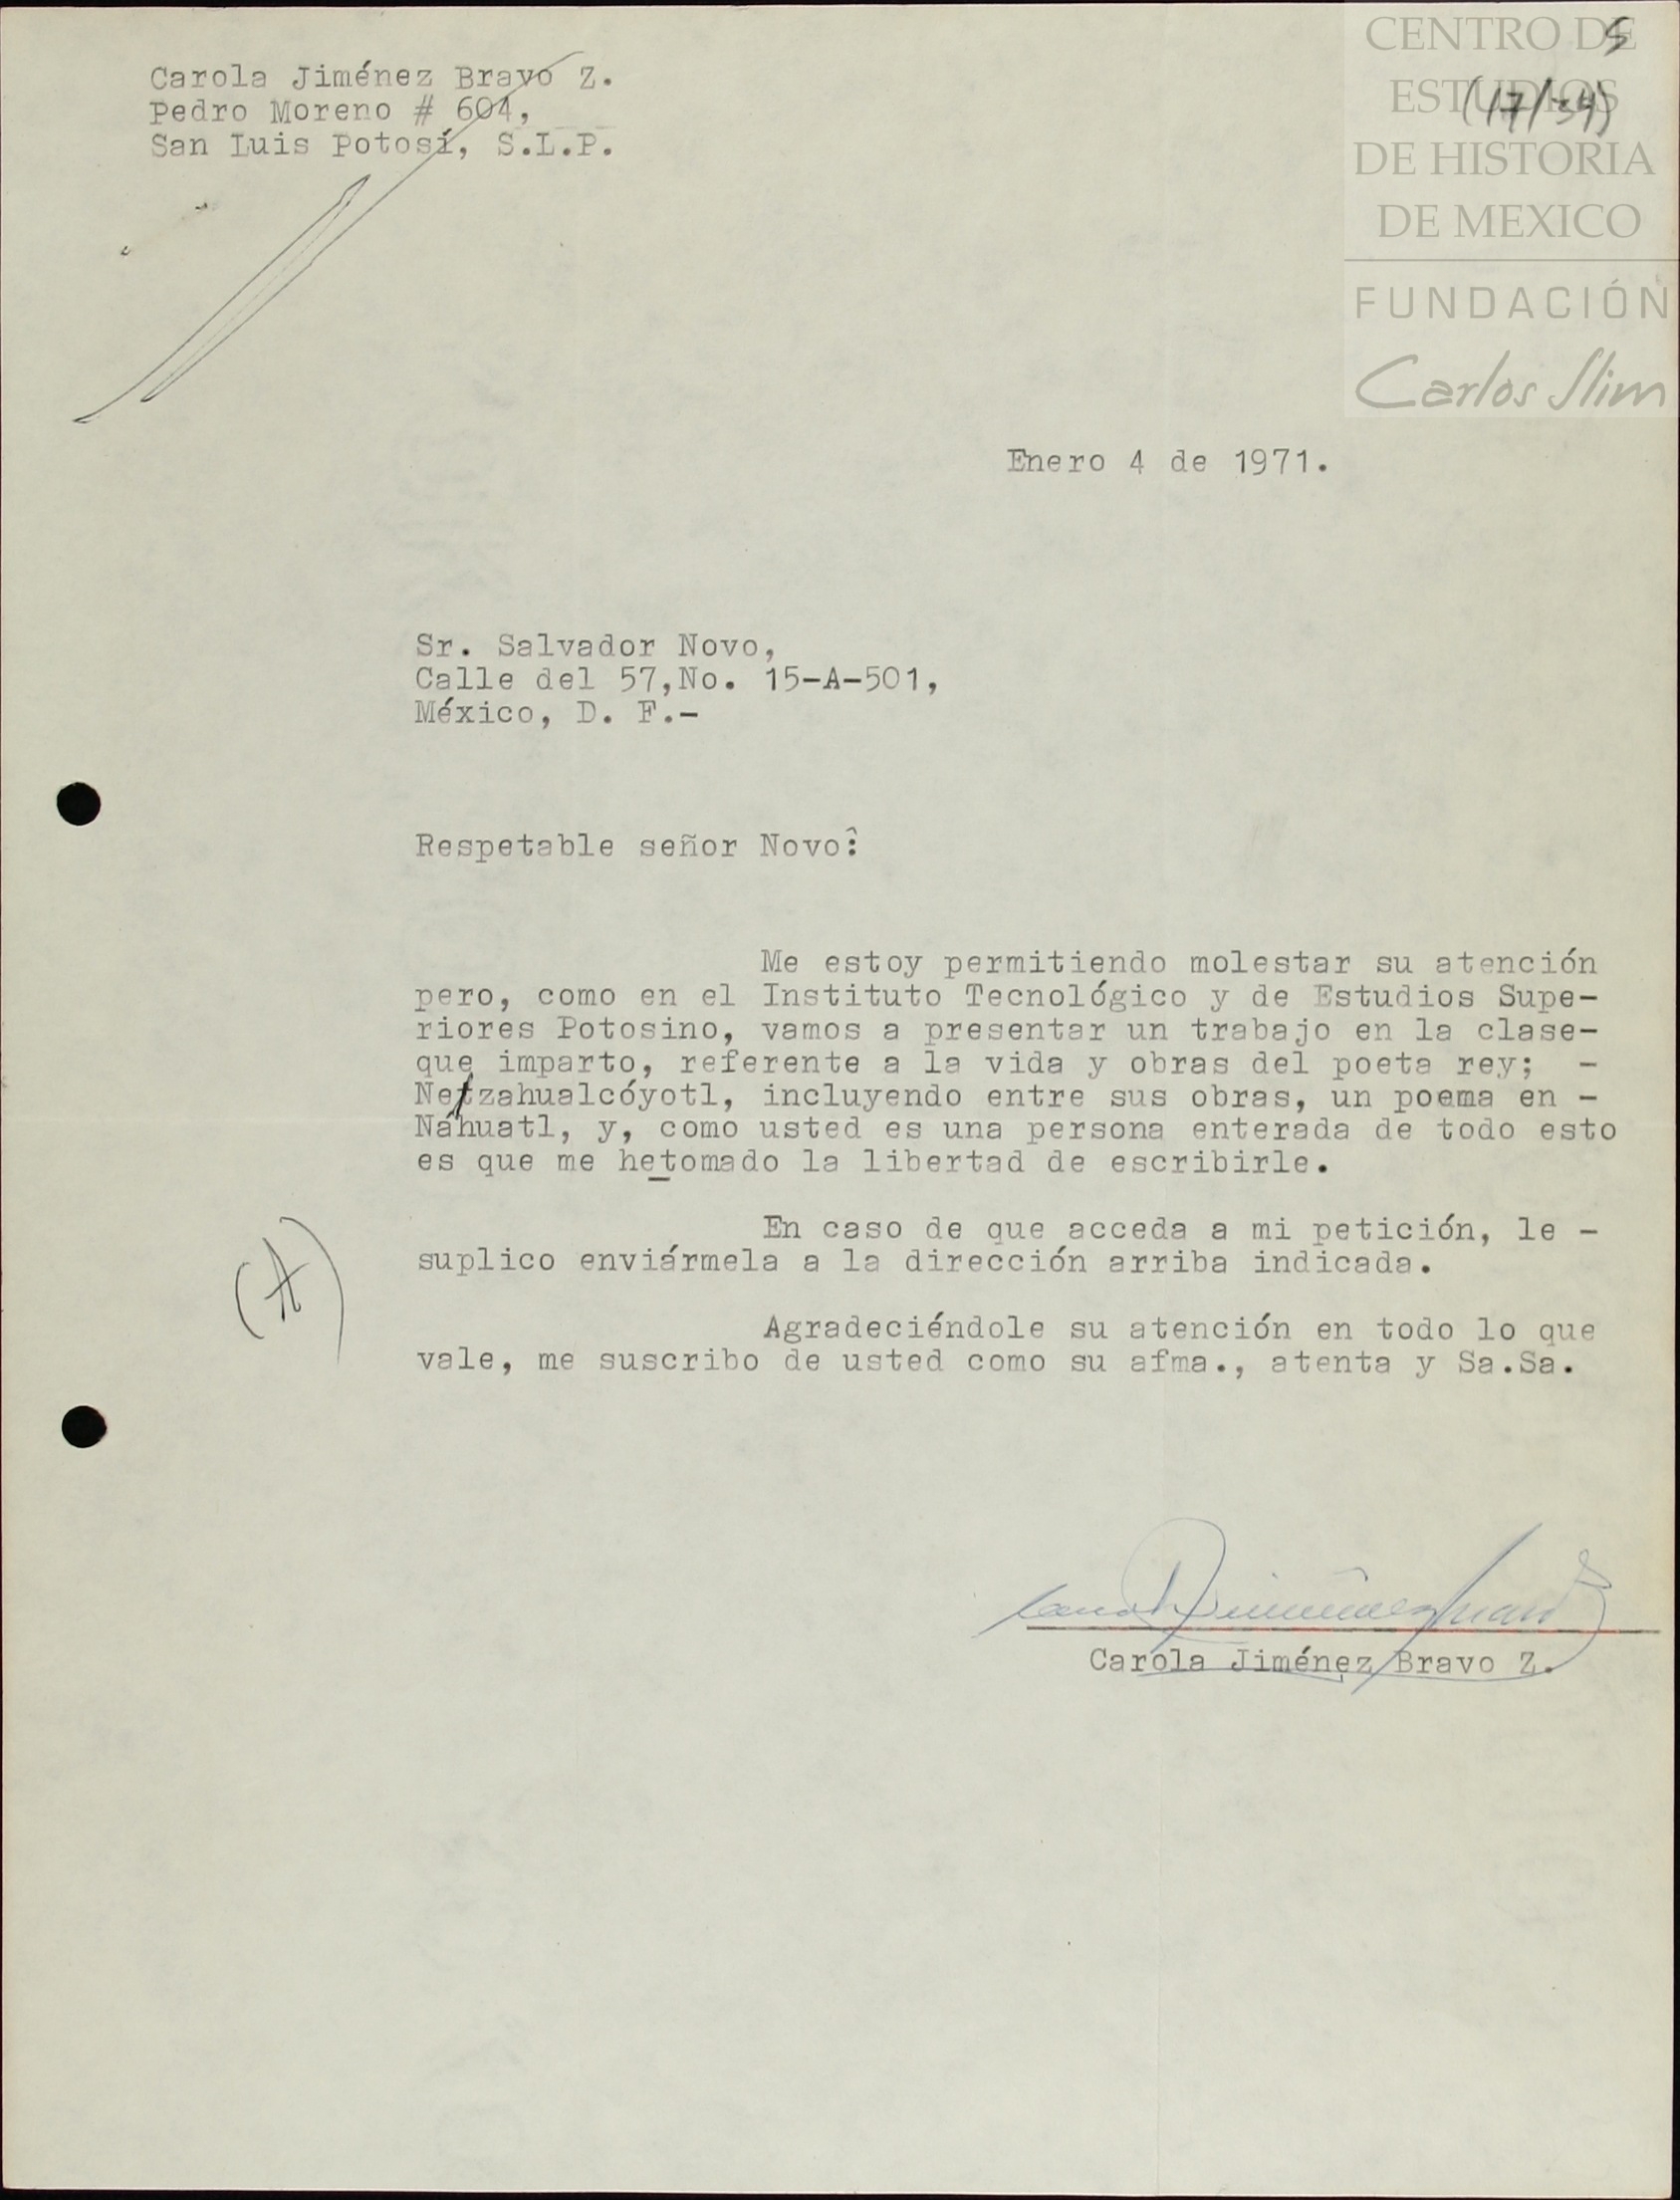 Carola Jiménez Bravo Z.
Pedro Moreno # 604,
San Luis Potosí, S.L.P.
5
(17/34)
CENTRO DE
ESTUDIOS
DE HISTORIA
DE MEXICO
FUNDACIÓN
Carlos Slim
Enero 4 de 1971.
Sr. Salvador Novo,
Calle del 57,No. 15-A-501,
México, D. F.-
Respetable señor Novo:
Me estoy permitiendo molestar su atención
pero, como en el Instituto Tecnológico y de Estudios Supe-
riores Potosino, vamos a presentar un trabajo en la clase-
que imparto, referente a la vida y obras del poeta rey; -
Netzahualcóyotl, incluyendo entre sus obras, un poema en -
Náhuatl, y, como usted es una persona enterada de todo esto
es que me hetomado la libertad de escribirle.
En caso de que acceda a mi petición, le -
suplico enviármela a la dirección arriba indicada.
(A)
Agradeciéndole su atención en todo lo que
vale, me suscribo de usted como su afma., atenta y Sa.Sa.
Carola Jiménez Bravo Z.